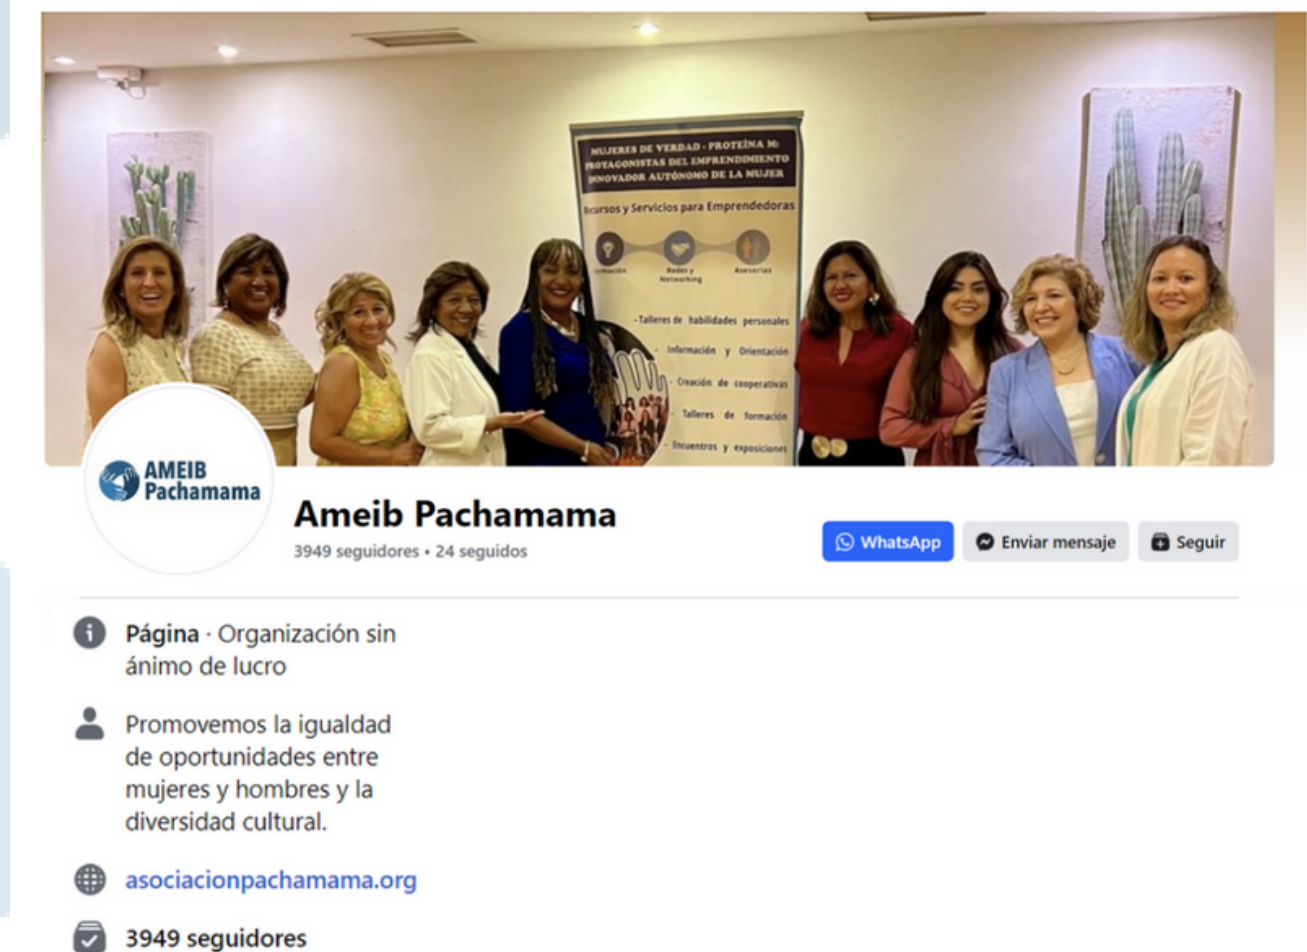 MUJERES DE VERDAD - PROTEÍNA M:
PROTAGONISTAS DEL EMPRENDIMIENTO
INNOVADOR AUTÓNOMO DE LA MUJER
Recursos y Servicios para Emprendedoras
Formación
Redes y
Networking
Asesorías
- Talleres de habilidades personales
- Información y Orientación
- Creación de cooperativas
- Talleres de formación
- Encuentros y exposiciones
AMEIB
Pachamama
Ameib Pachamama
3949 seguidores • 24 seguidos
WhatsApp
Enviar mensaje
Seguir
Página · Organización sin
ánimo de lucro
Promovemos la igualdad
de oportunidades entre
mujeres y hombres y la
diversidad cultural.
asociacionpachamama.org
3949 seguidores